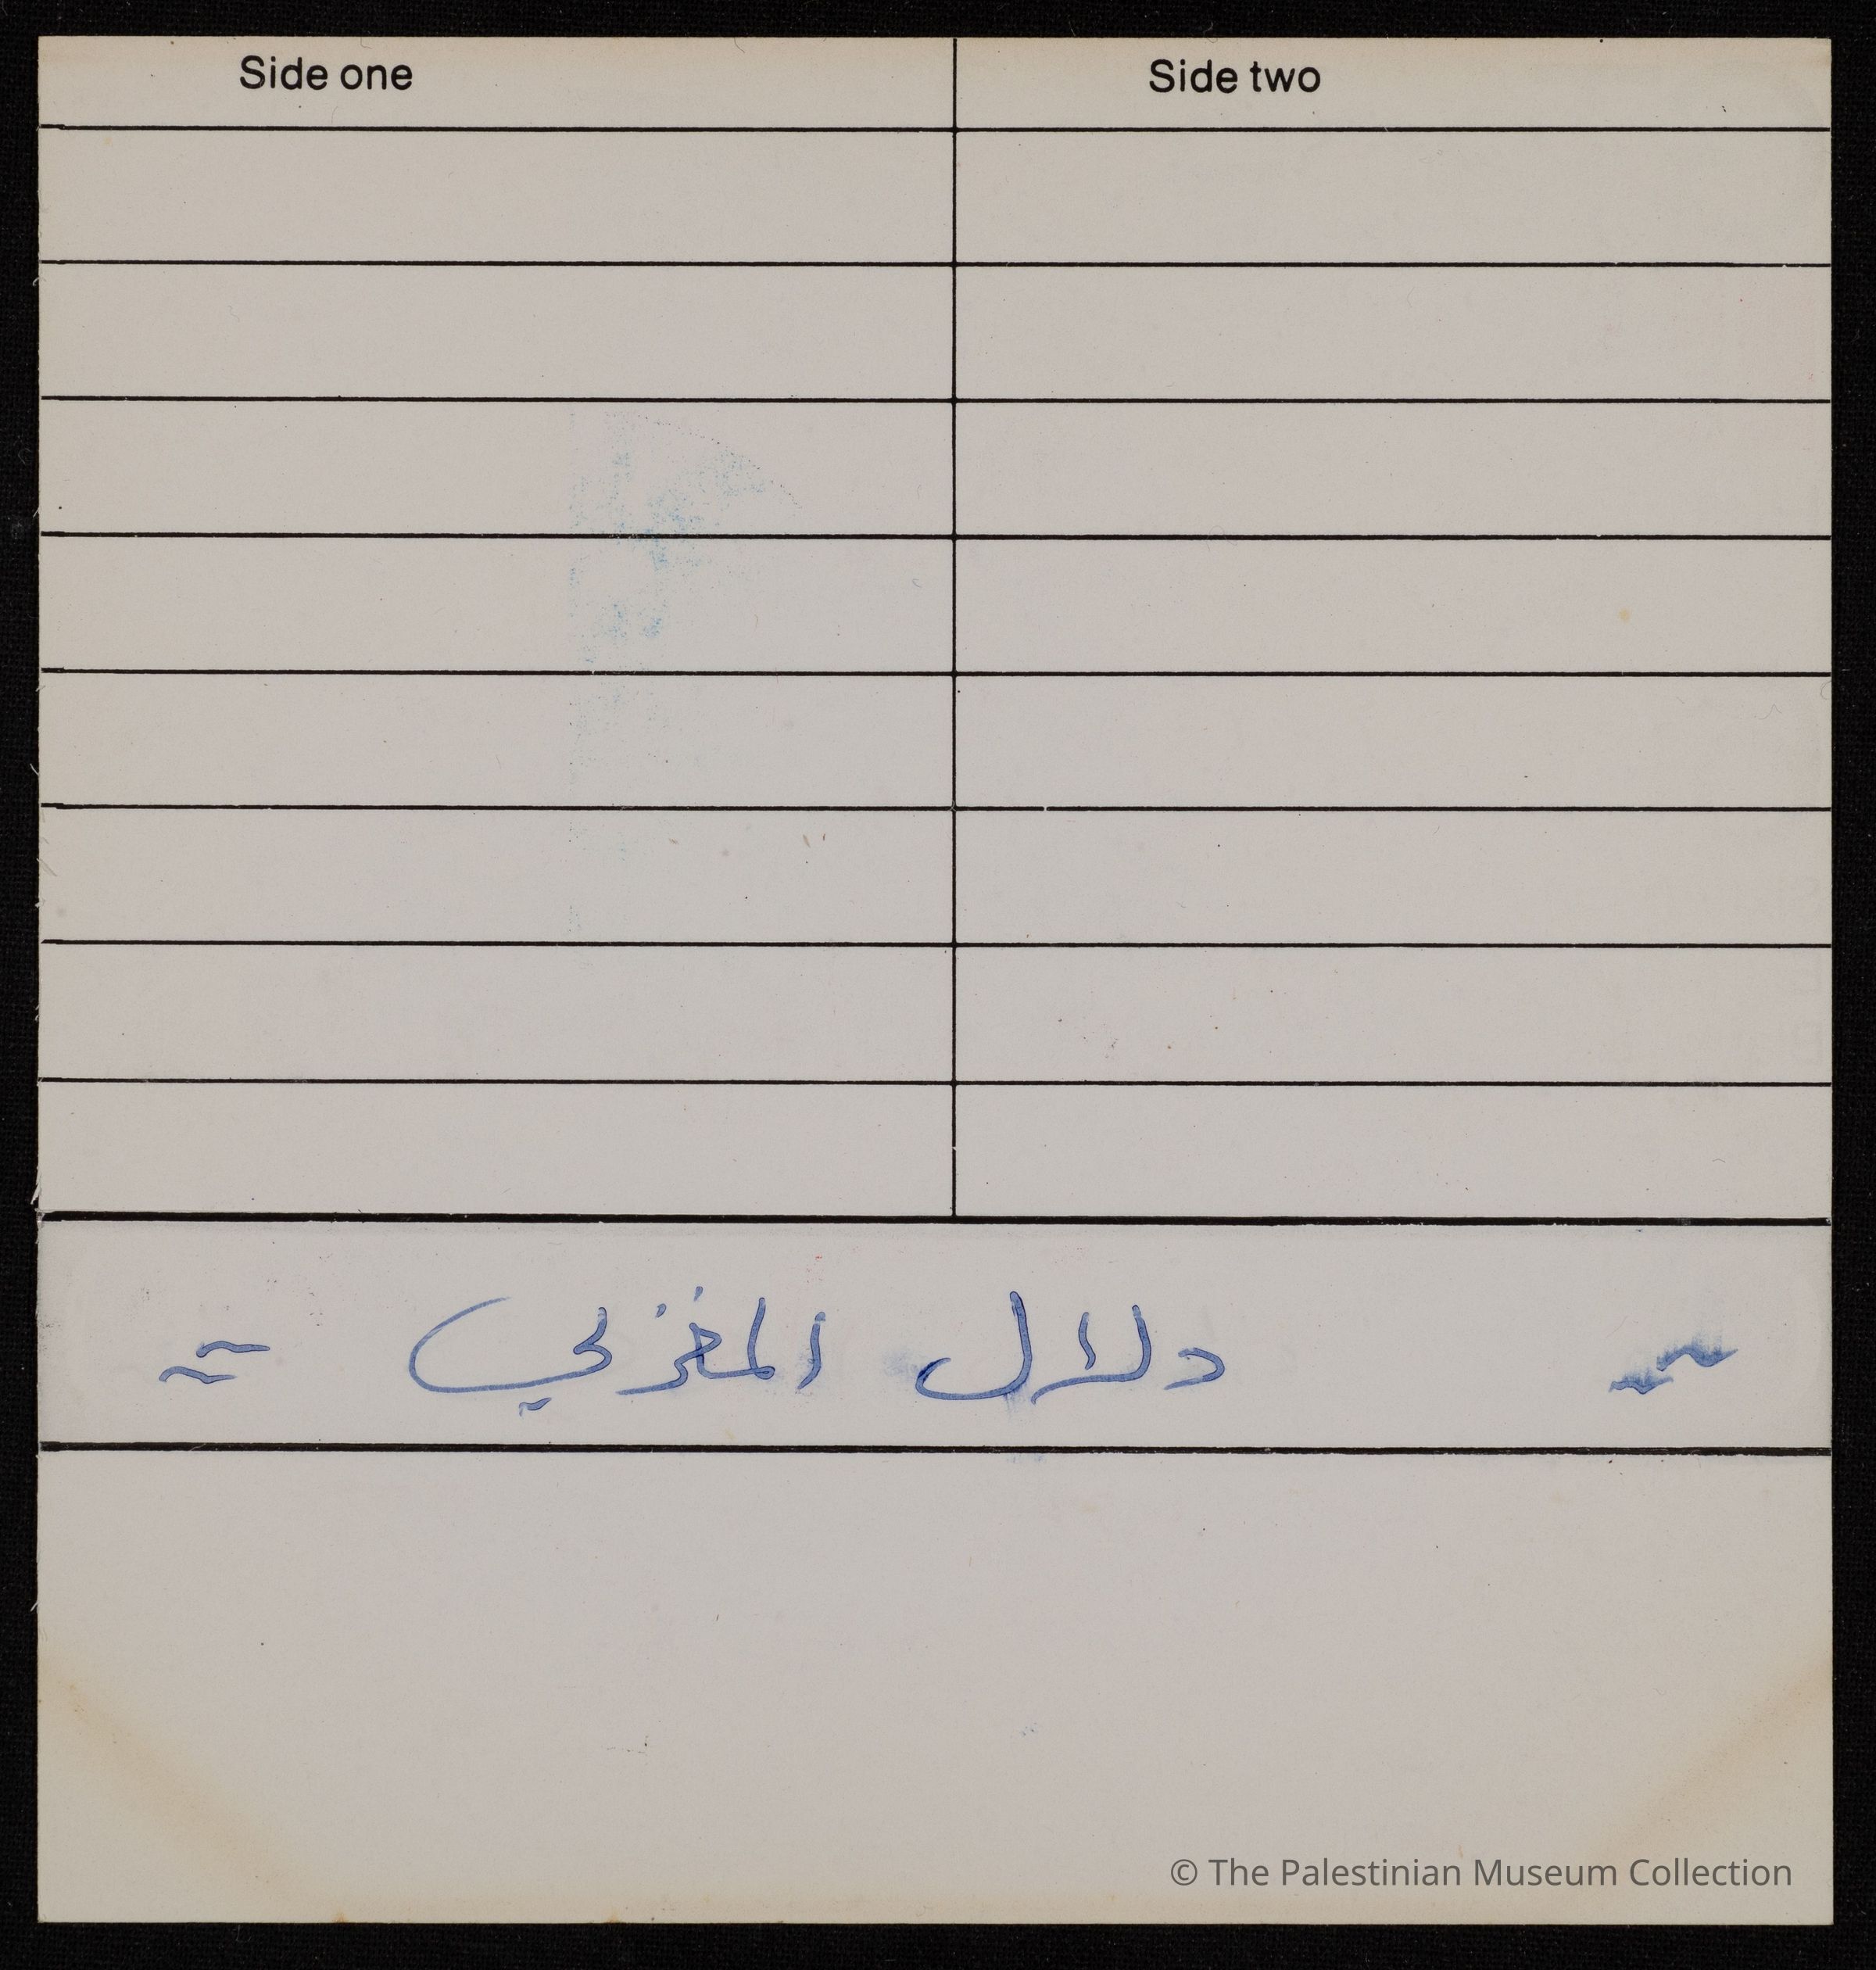 Side one
Side two
دلال المغربي
© The Palestinian Museum Collection